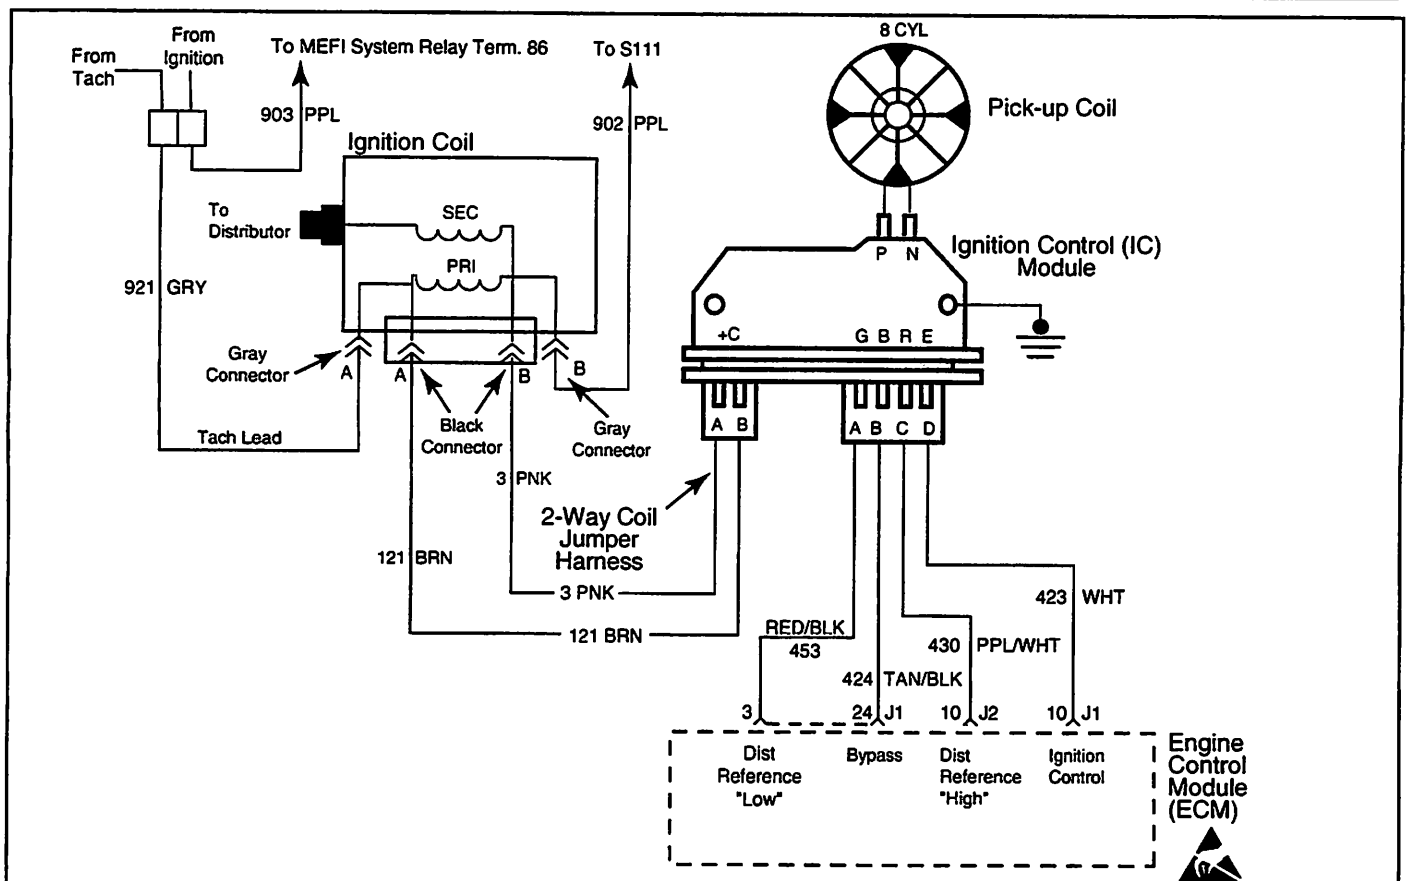 8 CYL
From
Tach
From
Ignition
To MEFI System Relay Term. 86
To S111
903 PPL
902 PPL
Pick-up Coil
Ignition Coil
To
Distributor
SEC
PRI
P N
Ignition Control (IC)
Module
921 GRY
+C
G B R E
Gray
Connector
A
A
B
B
Black
Connector
Gray
Connector
A B
A B C D
Tach Lead
3 PNK
2-Way Coil
Jumper
Harness
121 BRN
3 PNK
121 BRN
423 WHT
RED/BLK
453
430 PPL/WHT
424 TAN/BLK
3
24 J1
10 J2
10 J1
Dist
Reference
"Low"
Bypass
Dist
Reference
"High"
Ignition
Control
Engine
Control
Module
(ECM)